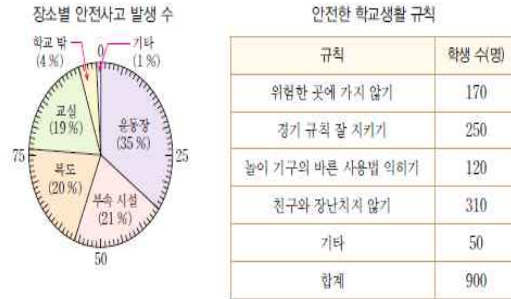 장소별 안전사고 발생 수
학교 밖
(4 %)
0
기타
(1 %)
교실
(19 %)
운동장
(35 %)
75
25
복도
(20 %)
부속 시설
(21 %)
50
안전한 학교생활 규칙
규칙 학생 수(명)
위험한 곳에 가지 않기 170
경기 규칙 잘 지키기 250
놀이 기구의 바른 사용법 익히기 120
친구와 장난치지 않기 310
기타 50
합계 900